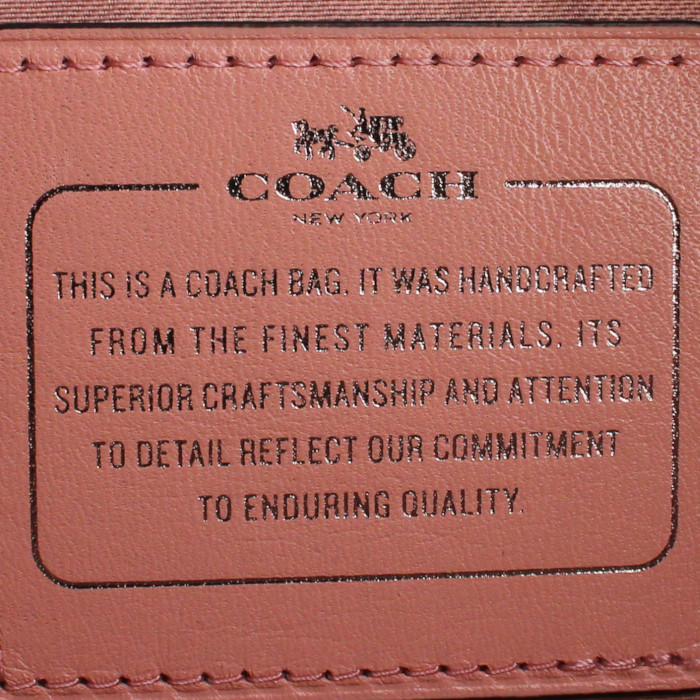 COACH
NEW YORK
THIS IS A COACH BAG. IT WAS HANDCRAFTED
FROM THE FINEST MATERIALS. ITS
SUPERIOR CRAFTSMANSHIP AND ATTENTION
TO DETAIL REFLECT OUR COMMITMENT
TO ENDURING QUALITY.